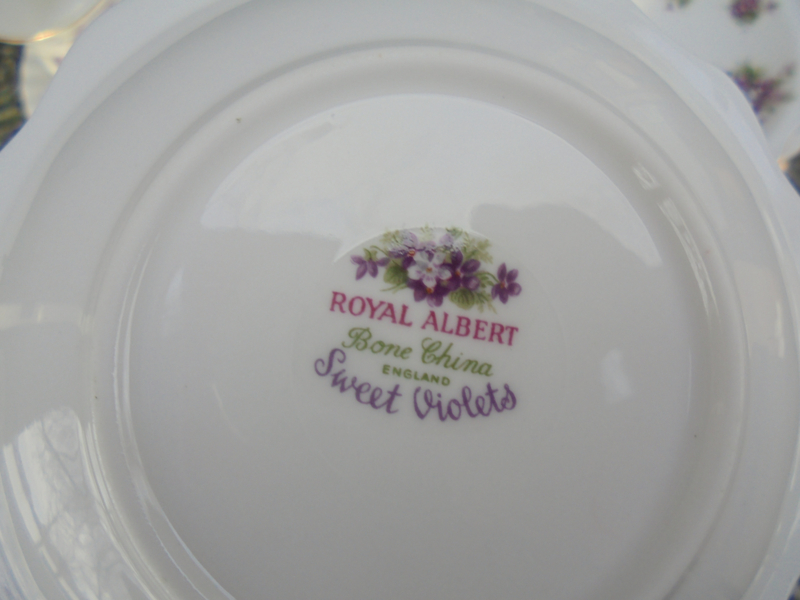 ROYAL ALBERT
Bone China
ENGLAND
Sweet Violets